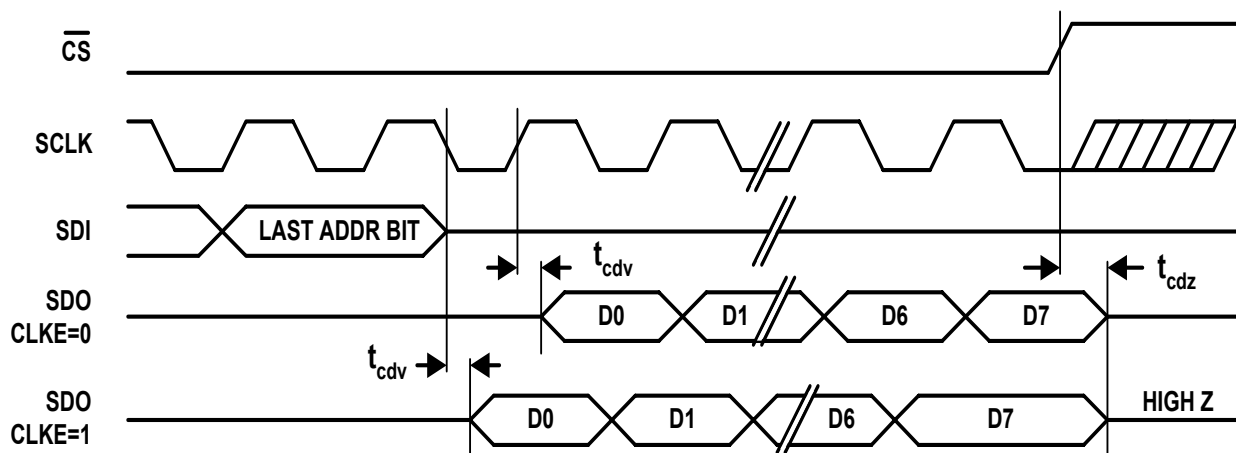 CS
SCLK
SDI LAST ADDR BIT
t_cdv t_cdz
SDO
CLKE=0
D0 D1 D6 D7
t_cdv
SDO
CLKE=1
D0 D1 D6 D7 HIGH Z